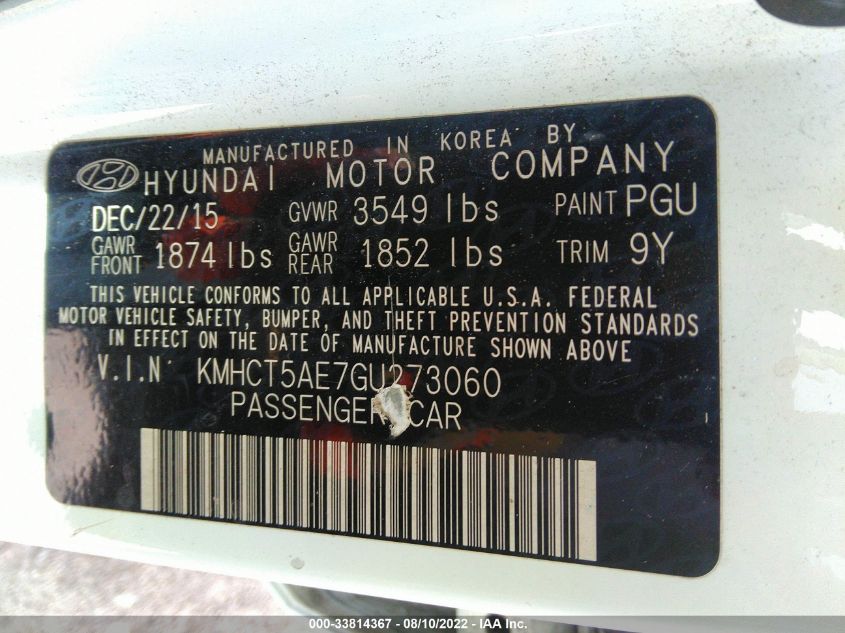 MANUFACTURED IN KOREA BY
HYUNDAI MOTOR COMPANY
DEC/22/15 GVWR 3549 lbs PAINT PGU
GAWR FRONT 1874 lbs GAWR REAR 1852 lbs TRIM 9Y
THIS VEHICLE CONFORMS TO ALL APPLICABLE U.S.A. FEDERAL
MOTOR VEHICLE SAFETY, BUMPER, AND THEFT PREVENTION STANDARDS
IN EFFECT ON THE DATE OF MANUFACTURE SHOWN ABOVE
V.I.N KMHCT5AE7GU273060
PASSENGER CAR
000-33814367 - 08/10/2022 - IAA Inc.